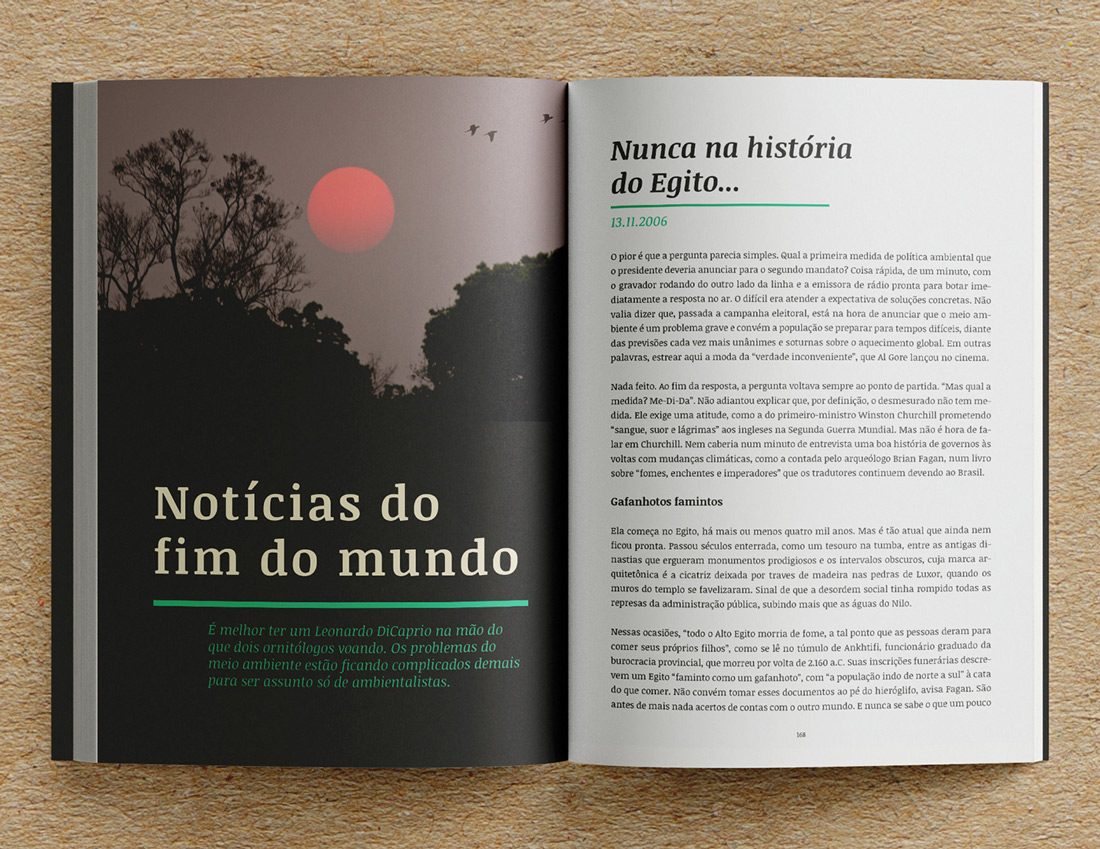 Notícias do
fim do mundo
É melhor ter um Leonardo DiCaprio na mão do
que dois ornitólogos voando. Os problemas do
meio ambiente estão ficando complicados demais
para ser assunto só de ambientalistas.
Nunca na história
do Egito...
13.11.2006
O pior é que a pergunta parecia simples. Qual a primeira medida de política ambiental que
o presidente deveria anunciar para o segundo mandato? Coisa rápida, de um minuto, com
o gravador rodando do outro lado da linha e a emissora de rádio pronta para botar ime-
diatamente a resposta no ar. O difícil era atender a expectativa de soluções concretas. Não
valia dizer que, passada a campanha eleitoral, está na hora de anunciar que o meio am-
biente é um problema grave e convém a população se preparar para tempos difíceis, diante
das previsões cada vez mais unânimes e soturnas sobre o aquecimento global. Em outras
palavras, estrear aqui a moda da “verdade inconveniente”, que Al Gore lançou no cinema.
Nada feito. Ao fim da resposta, a pergunta voltava sempre ao ponto de partida. “Mas qual a
medida? Me-Di-Da”. Não adiantou explicar que, por definição, o desmesurado não tem me-
dida. Ele exige uma atitude, como a do primeiro-ministro Winston Churchill prometendo
“sangue, suor e lágrimas” aos ingleses na Segunda Guerra Mundial. Mas não é hora de fa-
lar em Churchill. Nem caberia num minuto de entrevista uma boa história de governos às
voltas com mudanças climáticas, como a contada pelo arqueólogo Brian Fagan, num livro
sobre “fomes, enchentes e imperadores” que os tradutores continuem devendo ao Brasil.
Gafanhotos famintos
Ela começa no Egito, há mais ou menos quatro mil anos. Mas é tão atual que ainda nem
ficou pronta. Passou séculos enterrada, como um tesouro na tumba, entre as antigas di-
nastias que ergueram monumentos prodigiosos e os intervalos obscuros, cuja marca ar-
quitetônica é a cicatriz deixada por traves de madeira nas pedras de Luxor, quando os
muros do templo se favelizaram. Sinal de que a desordem social tinha rompido todas as
represas da administração pública, subindo mais que as águas do Nilo.
Nessas ocasiões, “todo o Alto Egito morria de fome, a tal ponto que as pessoas deram para
comer seus próprios filhos”, como se lê no túmulo de Ankhtifi, funcionário graduado da
burocracia provincial, que morreu por volta de 2.160 a.C. Suas inscrições funerárias descre-
vem um Egito “faminto como um gafanhoto”, com “a população indo de norte a sul” à cata
do que comer. Não convém tomar esses documentos ao pé do hieróglifo, avisa Fagan. São
antes de mais nada acertos de contas com o outro mundo. E nunca se sabe o que um pouco
168